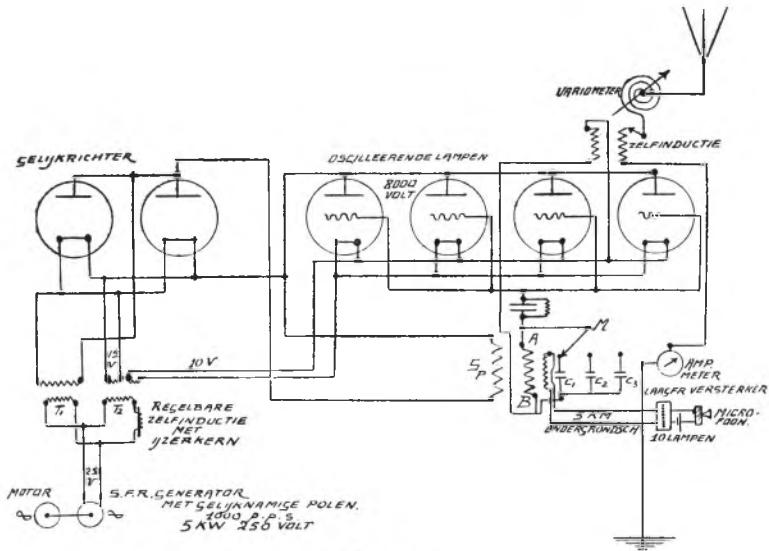 VARIOMETER
ZELFINDUCTIE
GELIJKRICHTER
OSCILLEERENDE LAMPEN
8000
VOLT
15
V
10 V
SP
A
B
M
C1
C2
C3
AMP.
METER
LAAGFR VERSTERKER
MICRO-
FOON.
5 KM
ONDERGRONDSCH
10 LAMPEN
T1
T2
REGELBARE
ZELFINDUCTIE
MET
IJZERKERN
V
MOTOR
S.F.R. GENERATOR
MET GELIJKNAMIGE POLEN.
1000 P.P.S
5 KW 250 VOLT